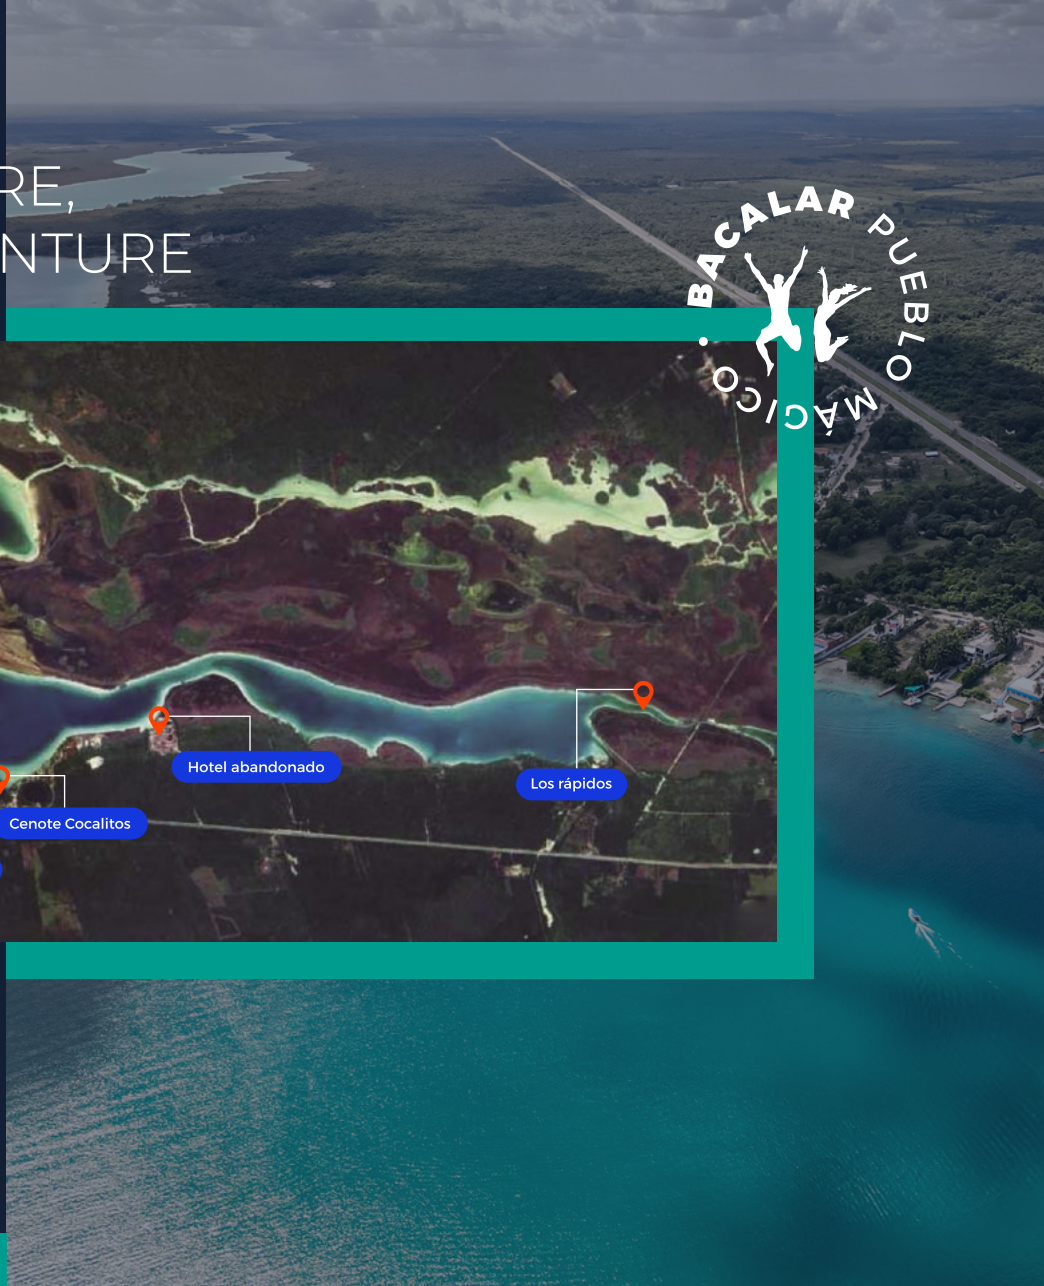 RE,
NTURE
BACALAR PUEBLO MÁGICO •
Hotel abandonado
Los rápidos
Cenote Cocalitos